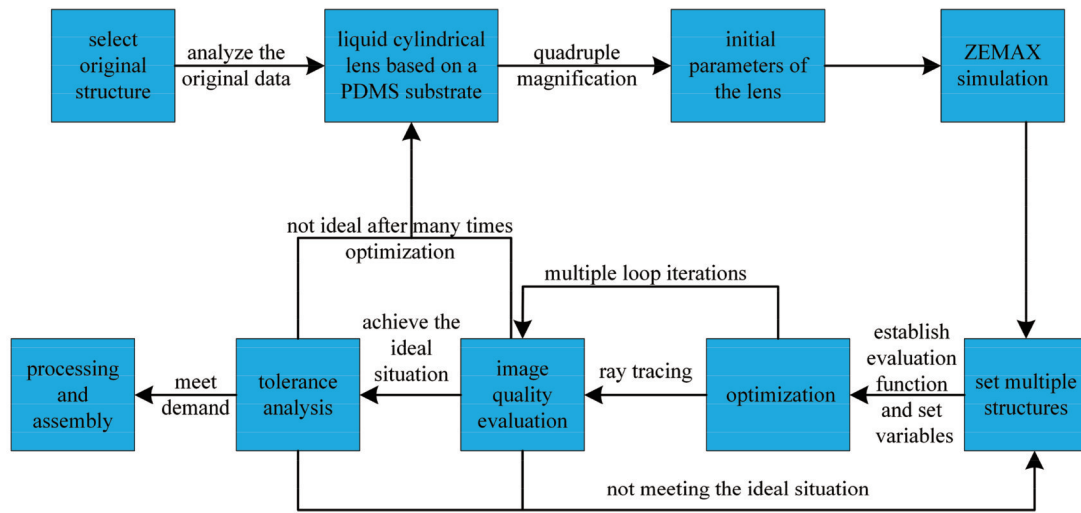 select
original
structure
analyze the
original data
liquid cylindrical
lens based on a
PDMS substrate
quadruple
magnification
initial
parameters of
the lens
ZEMAX
simulation
not ideal after many times
optimization
multiple loop iterations
processing
and
assembly
meet
demand
tolerance
analysis
achieve the
ideal
situation
image
quality
evaluation
ray tracing
optimization
establish
evaluation
function
and set
variables
set multiple
structures
not meeting the ideal situation